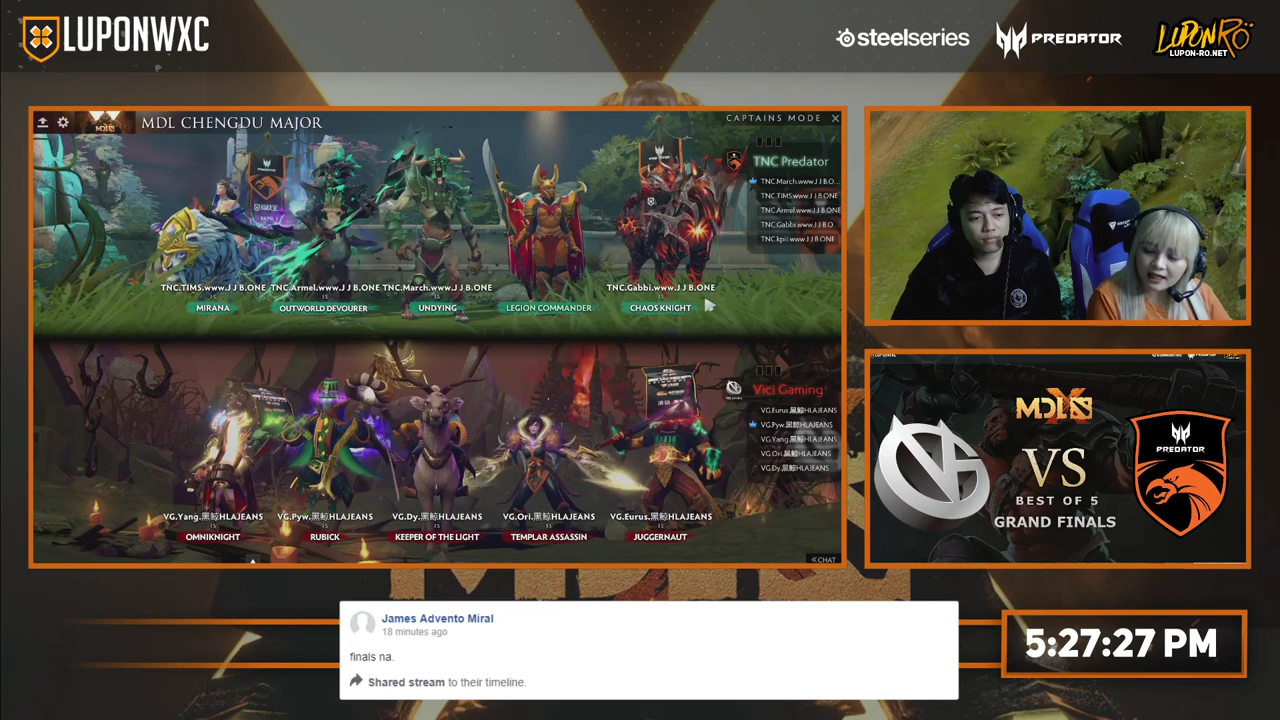 LUPONWXC
steelseries
PREDATOR
LUPONRO
LUPON-RO.NET
MDL CHENGDU MAJOR
CAPTAINS MODE
TNC Predator
TNC.March.www.J J B.O...
TNC.TIMS.www.J J B.ONE
TNC.Armel.www.J J B.ONE
TNC.Gabbi.www.J J B.O...
TNC.kpii.www.J J B.ONE
TNC.TIMS.www.J J B.ONE
IS
MIRANA
TNC.Armel.www.J J B.ONE
IS
OUTWORLD DEVOURER
TNC.March.www.J J B.ONE
IS
UNDYING
LEGION COMMANDER
TNC.Gabbi.www.J J B.ONE
IS
CHAOS KNIGHT
Vici Gaming
VG.Eurus.黑鲸HLAJEANS
VG.Pyw.黑鲸HLAJEANS
VG.Yang.黑鲸HLAJEANS
VG.Ori.黑鲸HLAJEANS
VG.Dy.黑鲸HLAJEANS
VG.Yang.黑鲸HLAJEANS
IS
OMNIKNIGHT
VG.Pyw.黑鲸HLAJEANS
IS
RUBICK
VG.Dy.黑鲸HLAJEANS
IS
KEEPER OF THE LIGHT
VG.Ori.黑鲸HLAJEANS
IS
TEMPLAR ASSASSIN
VG.Eurus.黑鲸HLAJEANS
IS
JUGGERNAUT
CHAT
MDL
VS
BEST OF 5
GRAND FINALS
PREDATOR
James Advento Miral
18 minutes ago
finals na.
Shared stream to their timeline.
5:27:27 PM